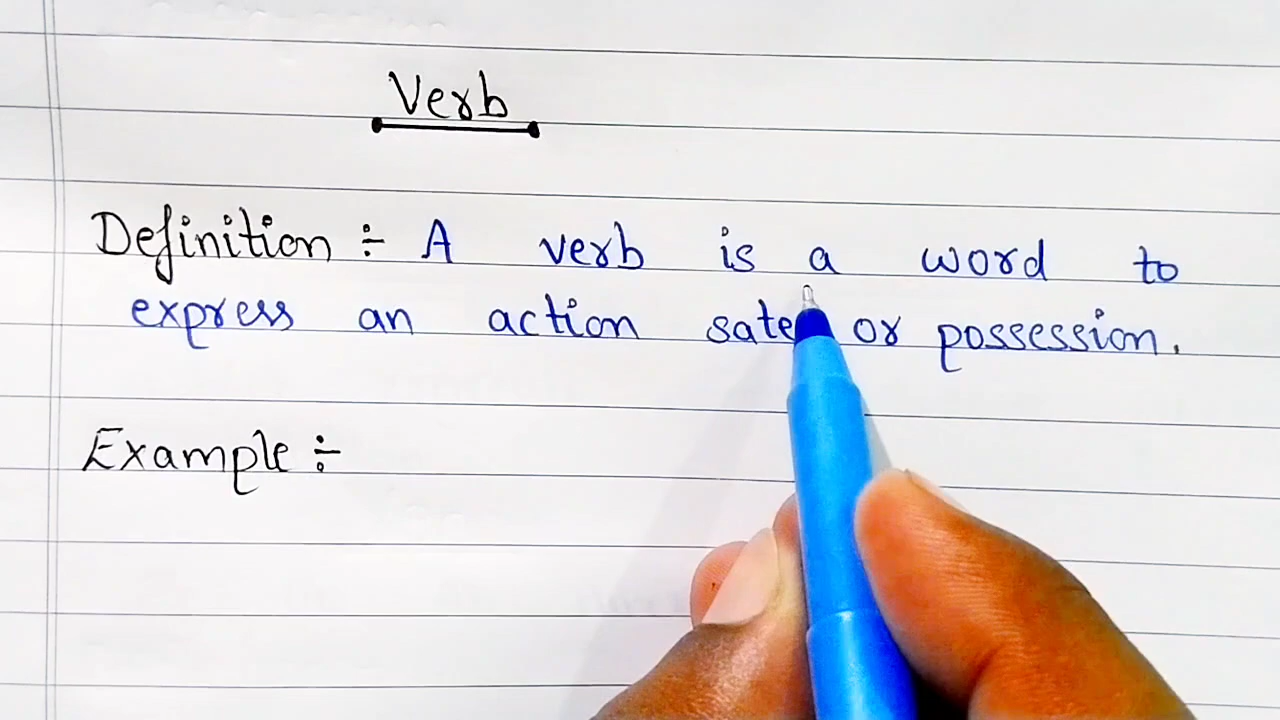 Verb
Definition ÷ A verb is a word to
express an action sate or possession.
Example ÷